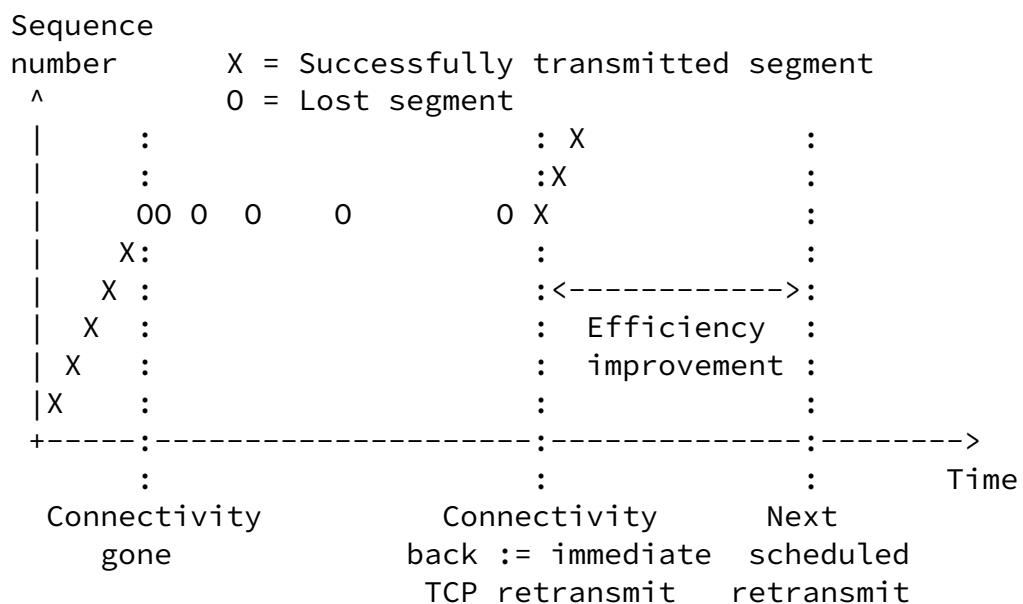 Sequence
number      X = Successfully transmitted segment
 ^          O = Lost segment
 |     :                     : X            :
 |     :                     :X             :
 |     OO O  O    O        O X              :
 |    X:                     :              :
 |   X :                     :<------------>:
 |  X  :                     :  Efficiency  :
 | X   :                     :  improvement :
 |X    :                     :              :
 +-----:---------------------:--------------:-------->
       :                     :              :       Time
  Connectivity          Connectivity      Next
     gone             back := immediate  scheduled
                       TCP retransmit   retransmit